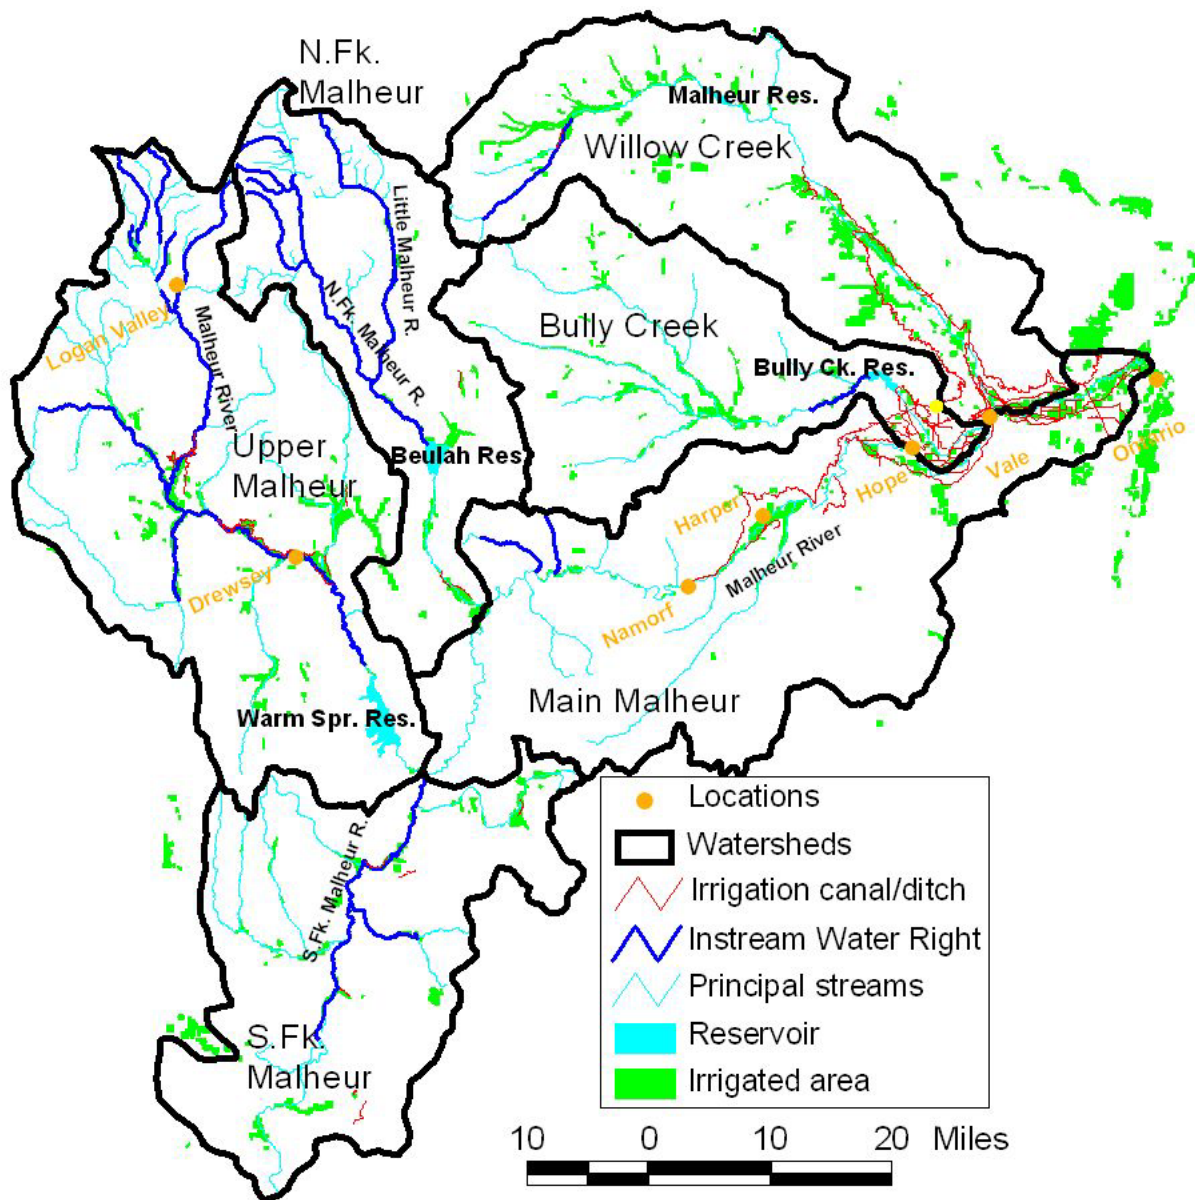 N.Fk.
Malheur
Malheur Res.
Willow Creek
Little Malheur R.
N.Fk. Malheur R.
Logan Valley
Malheur River
Bully Creek
Bully Ck. Res.
Upper
Malheur
Beulah Res.
Ontario
Vale
Hope
Harper
Malheur River
Drewsey
Namorf
Main Malheur
Warm Spr. Res.
S.Fk. Malheur R.
S.Fk.
Malheur
Locations
Watersheds
Irrigation canal/ditch
Instream Water Right
Principal streams
Reservoir
Irrigated area
10 0 10 20 Miles